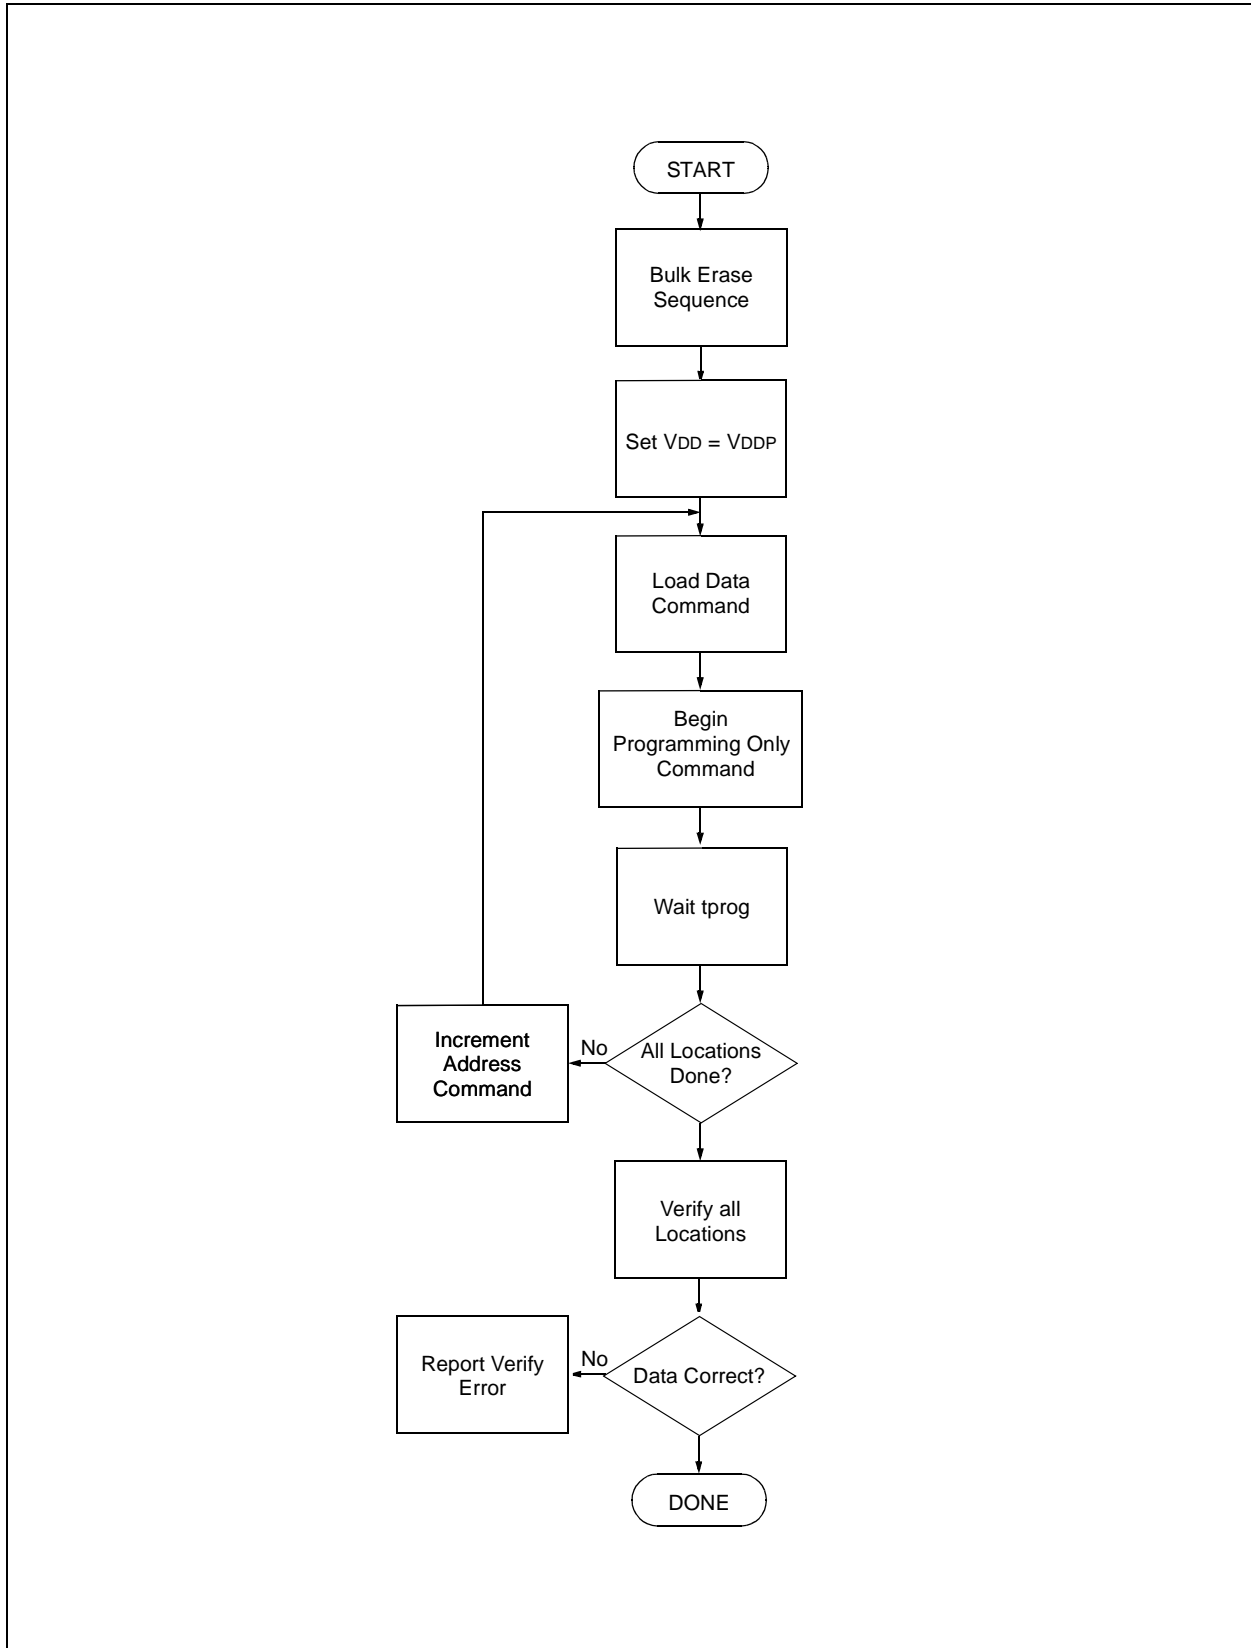 START
Bulk Erase
Sequence
Set VDD = VDDP
Load Data
Command
Begin
Programming Only
Command
Wait tprog
Increment
Address
Command
No
All Locations
Done?
Verify all
Locations
Report Verify
Error
No
Data Correct?
DONE